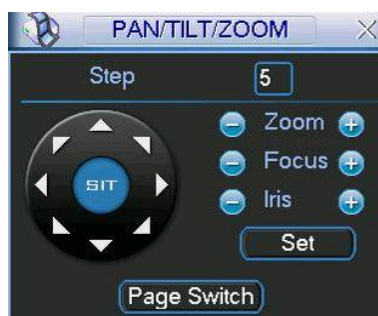 PAN/TILT/ZOOM
Step 5
Zoom
Focus
SIT
Iris
Set
Page Switch